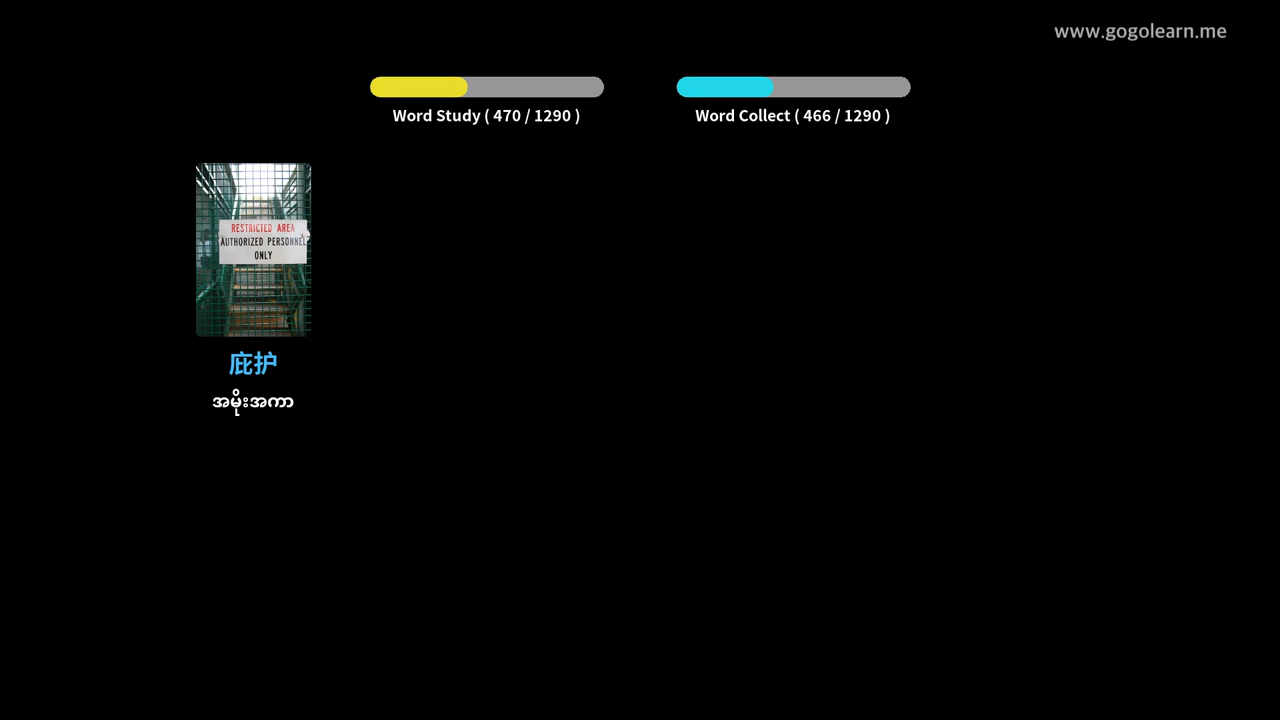 www.gogolearn.me
Word Study ( 470 / 1290 )
Word Collect ( 466 / 1290 )
RESTRICTED AREA
AUTHORIZED PERSONNEL
ONLY
庇护
အမိုးအကာ